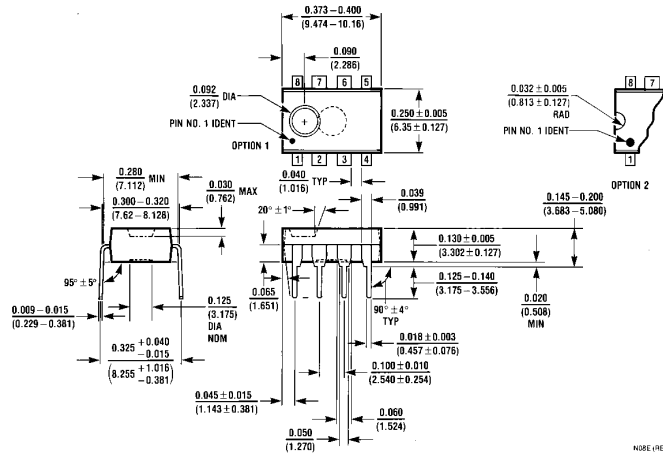 0.373–0.400
(9.474–10.16)
0.090
(2.286)
8 7 6 5
0.092 DIA
(2.337)
PIN NO. 1 IDENT
OPTION 1
1 2 3 4
0.250 ± 0.005
(6.35 ± 0.127)
8 7
0.032 ± 0.005
(0.813 ± 0.127)
RAD
PIN NO. 1 IDENT
1
OPTION 2
0.280 MIN
(7.112)
0.300–0.320
(7.62–8.128)
0.030 MAX
(0.762)
0.040 TYP
(1.016)
0.039
(0.991)
20° ± 1°
0.145–0.200
(3.683–5.080)
0.130 ± 0.005
(3.302 ± 0.127)
0.125–0.140
(3.175–3.556)
0.020
(0.508)
MIN
95° ± 5°
0.009–0.015
(0.229–0.381)
0.125
(3.175)
DIA
NOM
0.065
(1.651)
90° ± 4°
TYP
0.018 ± 0.003
(0.457 ± 0.076)
0.325 +0.040 −0.015
(8.255 +1.016 −0.381)
0.100 ± 0.010
(2.540 ± 0.254)
0.045 ± 0.015
(1.143 ± 0.381)
0.060
(1.524)
0.050
(1.270)
N08E (RE